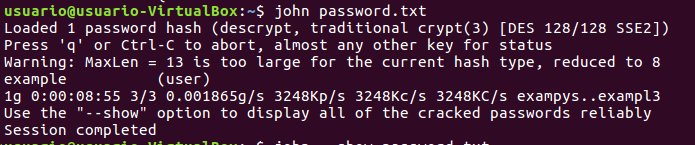 usuario@usuario-VirtualBox:~$ john password.txt
Loaded 1 password hash (descrypt, traditional crypt(3) [DES 128/128 SSE2])
Press 'q' or Ctrl-C to abort, almost any other key for status
Warning: MaxLen = 13 is too large for the current hash type, reduced to 8
example          (user)
1g 0:00:08:55 3/3 0.001865g/s 3248Kp/s 3248Kc/s 3248KC/s exampys..exampl3
Use the "--show" option to display all of the cracked passwords reliably
Session completed
usuario@usuario-VirtualBox:~$ john --show password.txt